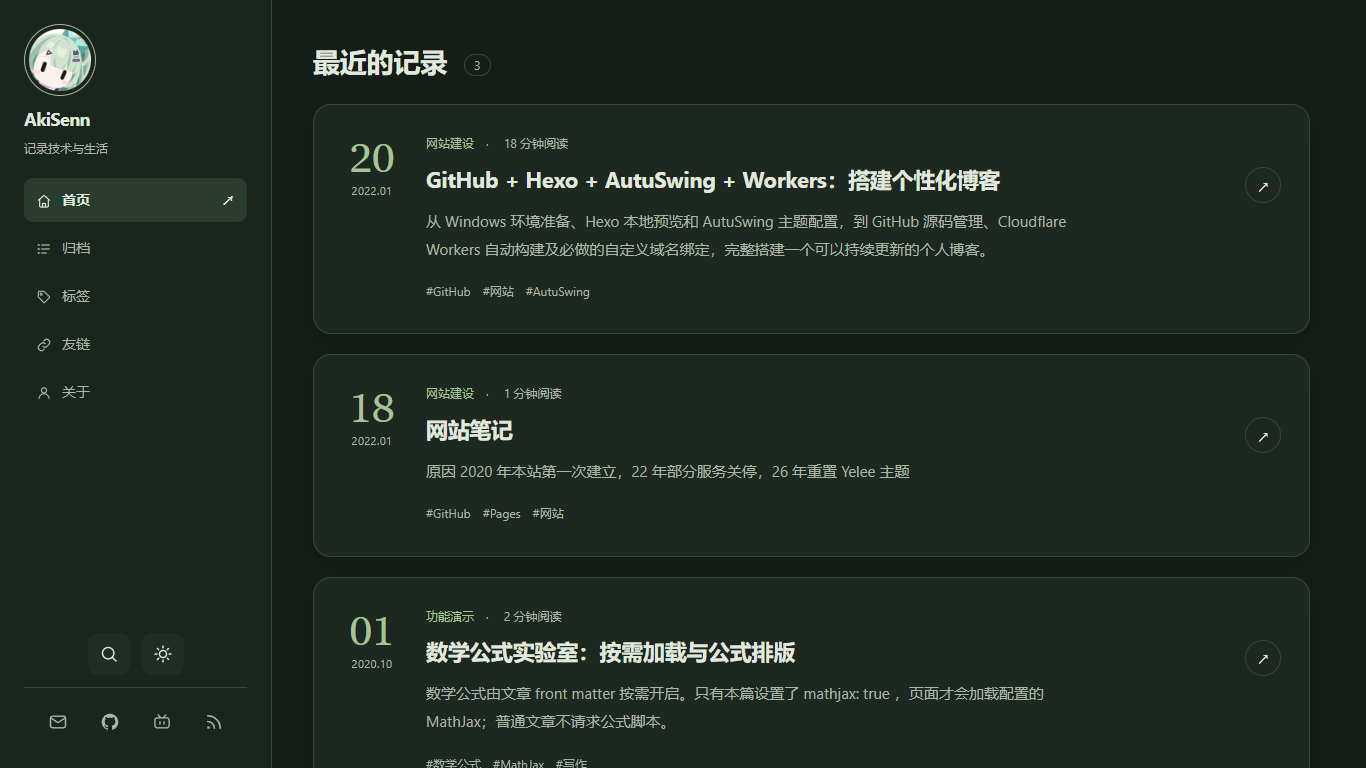 AkiSenn
记录技术与生活
首页
归档
标签
友链
关于
最近的记录 3
20
2022.01
网站建设 · 18 分钟阅读
GitHub + Hexo + AutuSwing + Workers：搭建个性化博客
从 Windows 环境准备、Hexo 本地预览和 AutuSwing 主题配置，到 GitHub 源码管理、Cloudflare
Workers 自动构建及必做的自定义域名绑定，完整搭建一个可以持续更新的个人博客。
#GitHub #网站 #AutuSwing
18
2022.01
网站建设 · 1 分钟阅读
网站笔记
原因 2020 年本站第一次建立，22 年部分服务关停，26 年重置 Yelee 主题
#GitHub #Pages #网站
01
2020.10
功能演示 · 2 分钟阅读
数学公式实验室：按需加载与公式排版
数学公式由文章 front matter 按需开启。只有本篇设置了 mathjax: true ，页面才会加载配置的
MathJax；普通文章不请求公式脚本。
#数学公式 #MathJax #写作